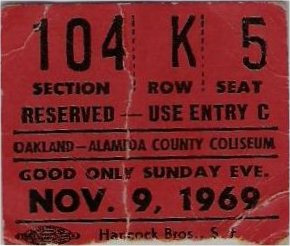 104 K 5
SECTION ROW SEAT
RESERVED — USE ENTRY C
OAKLAND—ALAMEDA COUNTY COLISEUM
GOOD ONLY SUNDAY EVE.
NOV. 9, 1969
Hancock Bros., S.F.